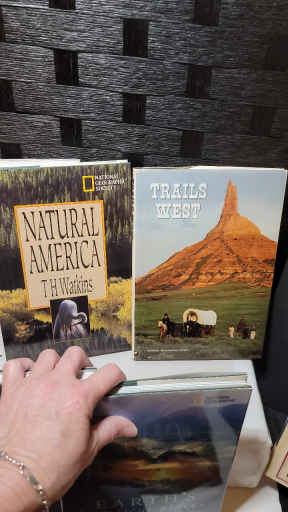 NATIONAL
GEOGRAPHIC
SOCIETY
NATURAL
AMERICA
T H Watkins
TRAILS
WEST
EARTH'S